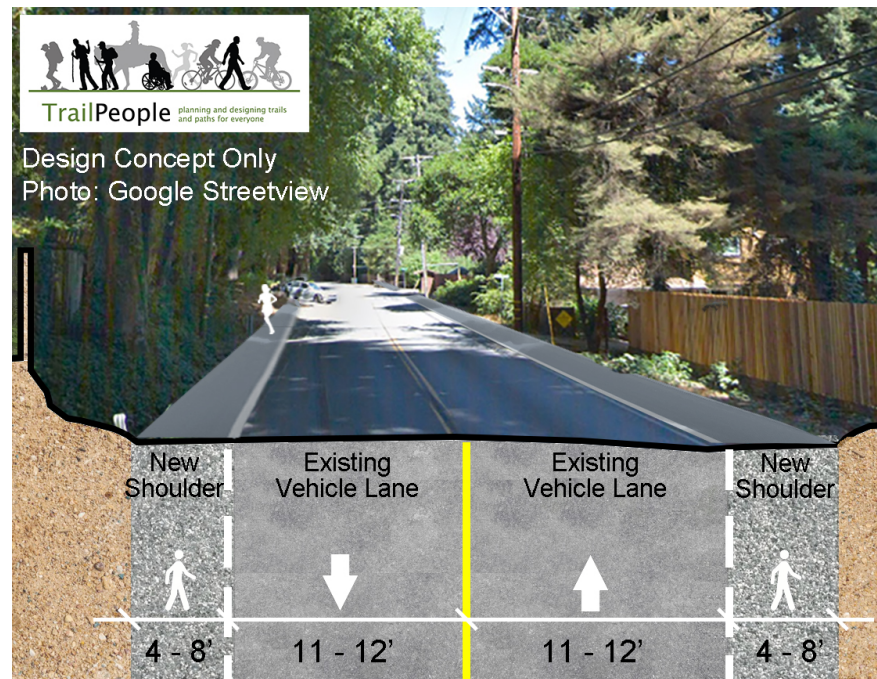 TrailPeople planning and designing trails
and paths for everyone
Design Concept Only
Photo: Google Streetview
New
Shoulder
Existing
Vehicle Lane
Existing
Vehicle Lane
New
Shoulder
4 - 8’
11 - 12’
11 - 12’
4 - 8’